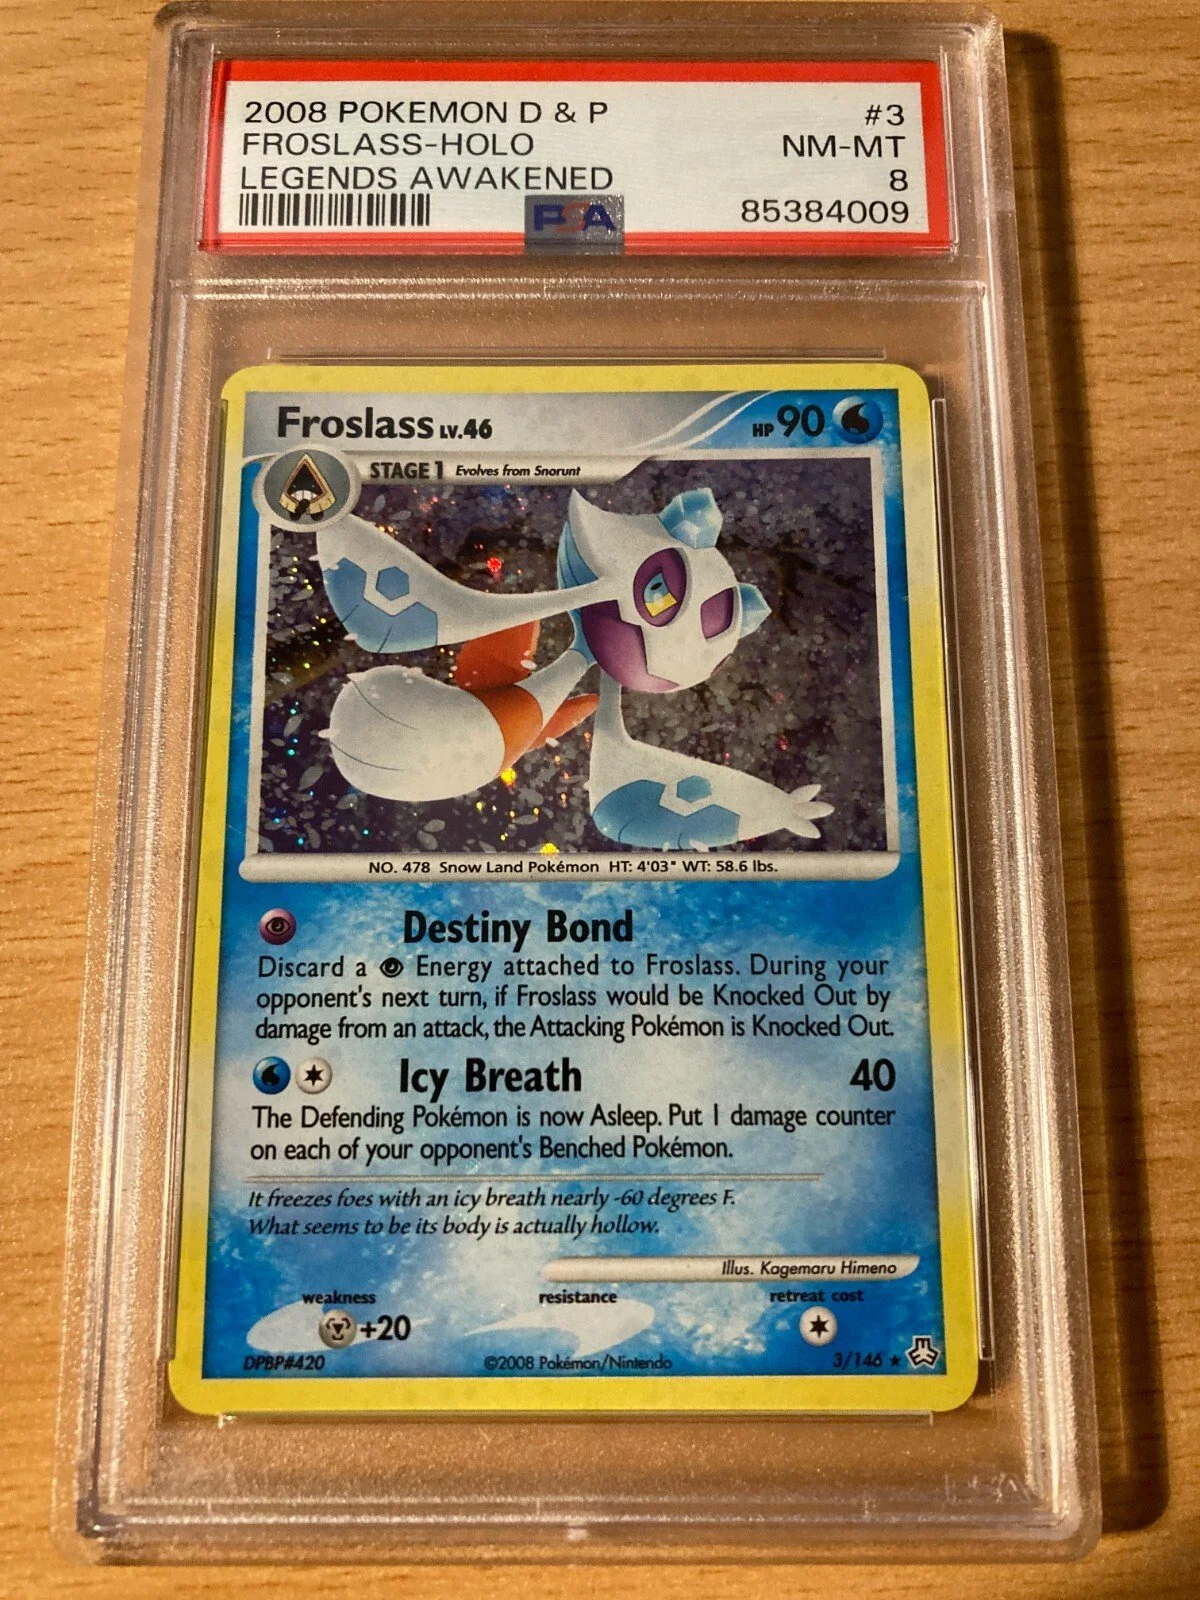 2008 POKEMON D & P #3
FROSLASS-HOLO NM-MT
LEGENDS AWAKENED 8
PSA 85384009
Froslass LV.46 HP 90
STAGE 1 Evolves from Snorunt
NO. 478 Snow Land Pokémon HT: 4'03" WT: 58.6 lbs.
Destiny Bond
Discard a Energy attached to Froslass. During your
opponent's next turn, if Froslass would be Knocked Out by
damage from an attack, the Attacking Pokémon is Knocked Out.
Icy Breath 40
The Defending Pokémon is now Asleep. Put 1 damage counter
on each of your opponent's Benched Pokémon.
It freezes foes with an icy breath nearly -60 degrees F.
What seems to be its body is actually hollow.
Illus. Kagemaru Himeno
weakness resistance retreat cost
+20
DPBP#420 ©2008 Pokémon/Nintendo 3/146 ★